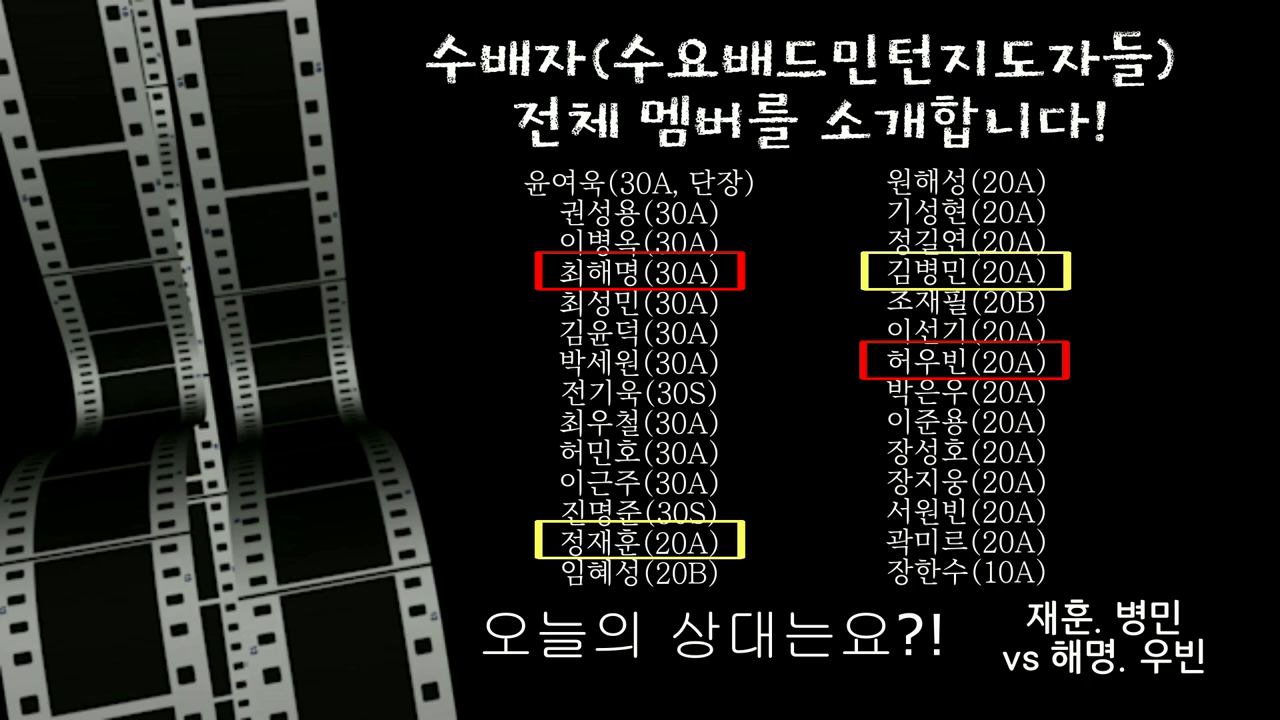 수배자(수요배드민턴지도자들)
전체 멤버를 소개합니다!
윤여욱(30A, 단장)
권성용(30A)
이병옥(30A)
최해명(30A)
최성민(30A)
김윤덕(30A)
박세원(30A)
전기욱(30S)
최우철(30A)
허민호(30A)
이근주(30A)
진명준(30S)
정재훈(20A)
임혜성(20B)
원해성(20A)
기성현(20A)
정길연(20A)
김병민(20A)
조재필(20B)
이선기(20A)
허우빈(20A)
박은우(20A)
이준용(20A)
장성호(20A)
장지웅(20A)
서원빈(20A)
곽미르(20A)
장한수(10A)
오늘의 상대는요?!
재훈. 병민
vs 해명. 우빈